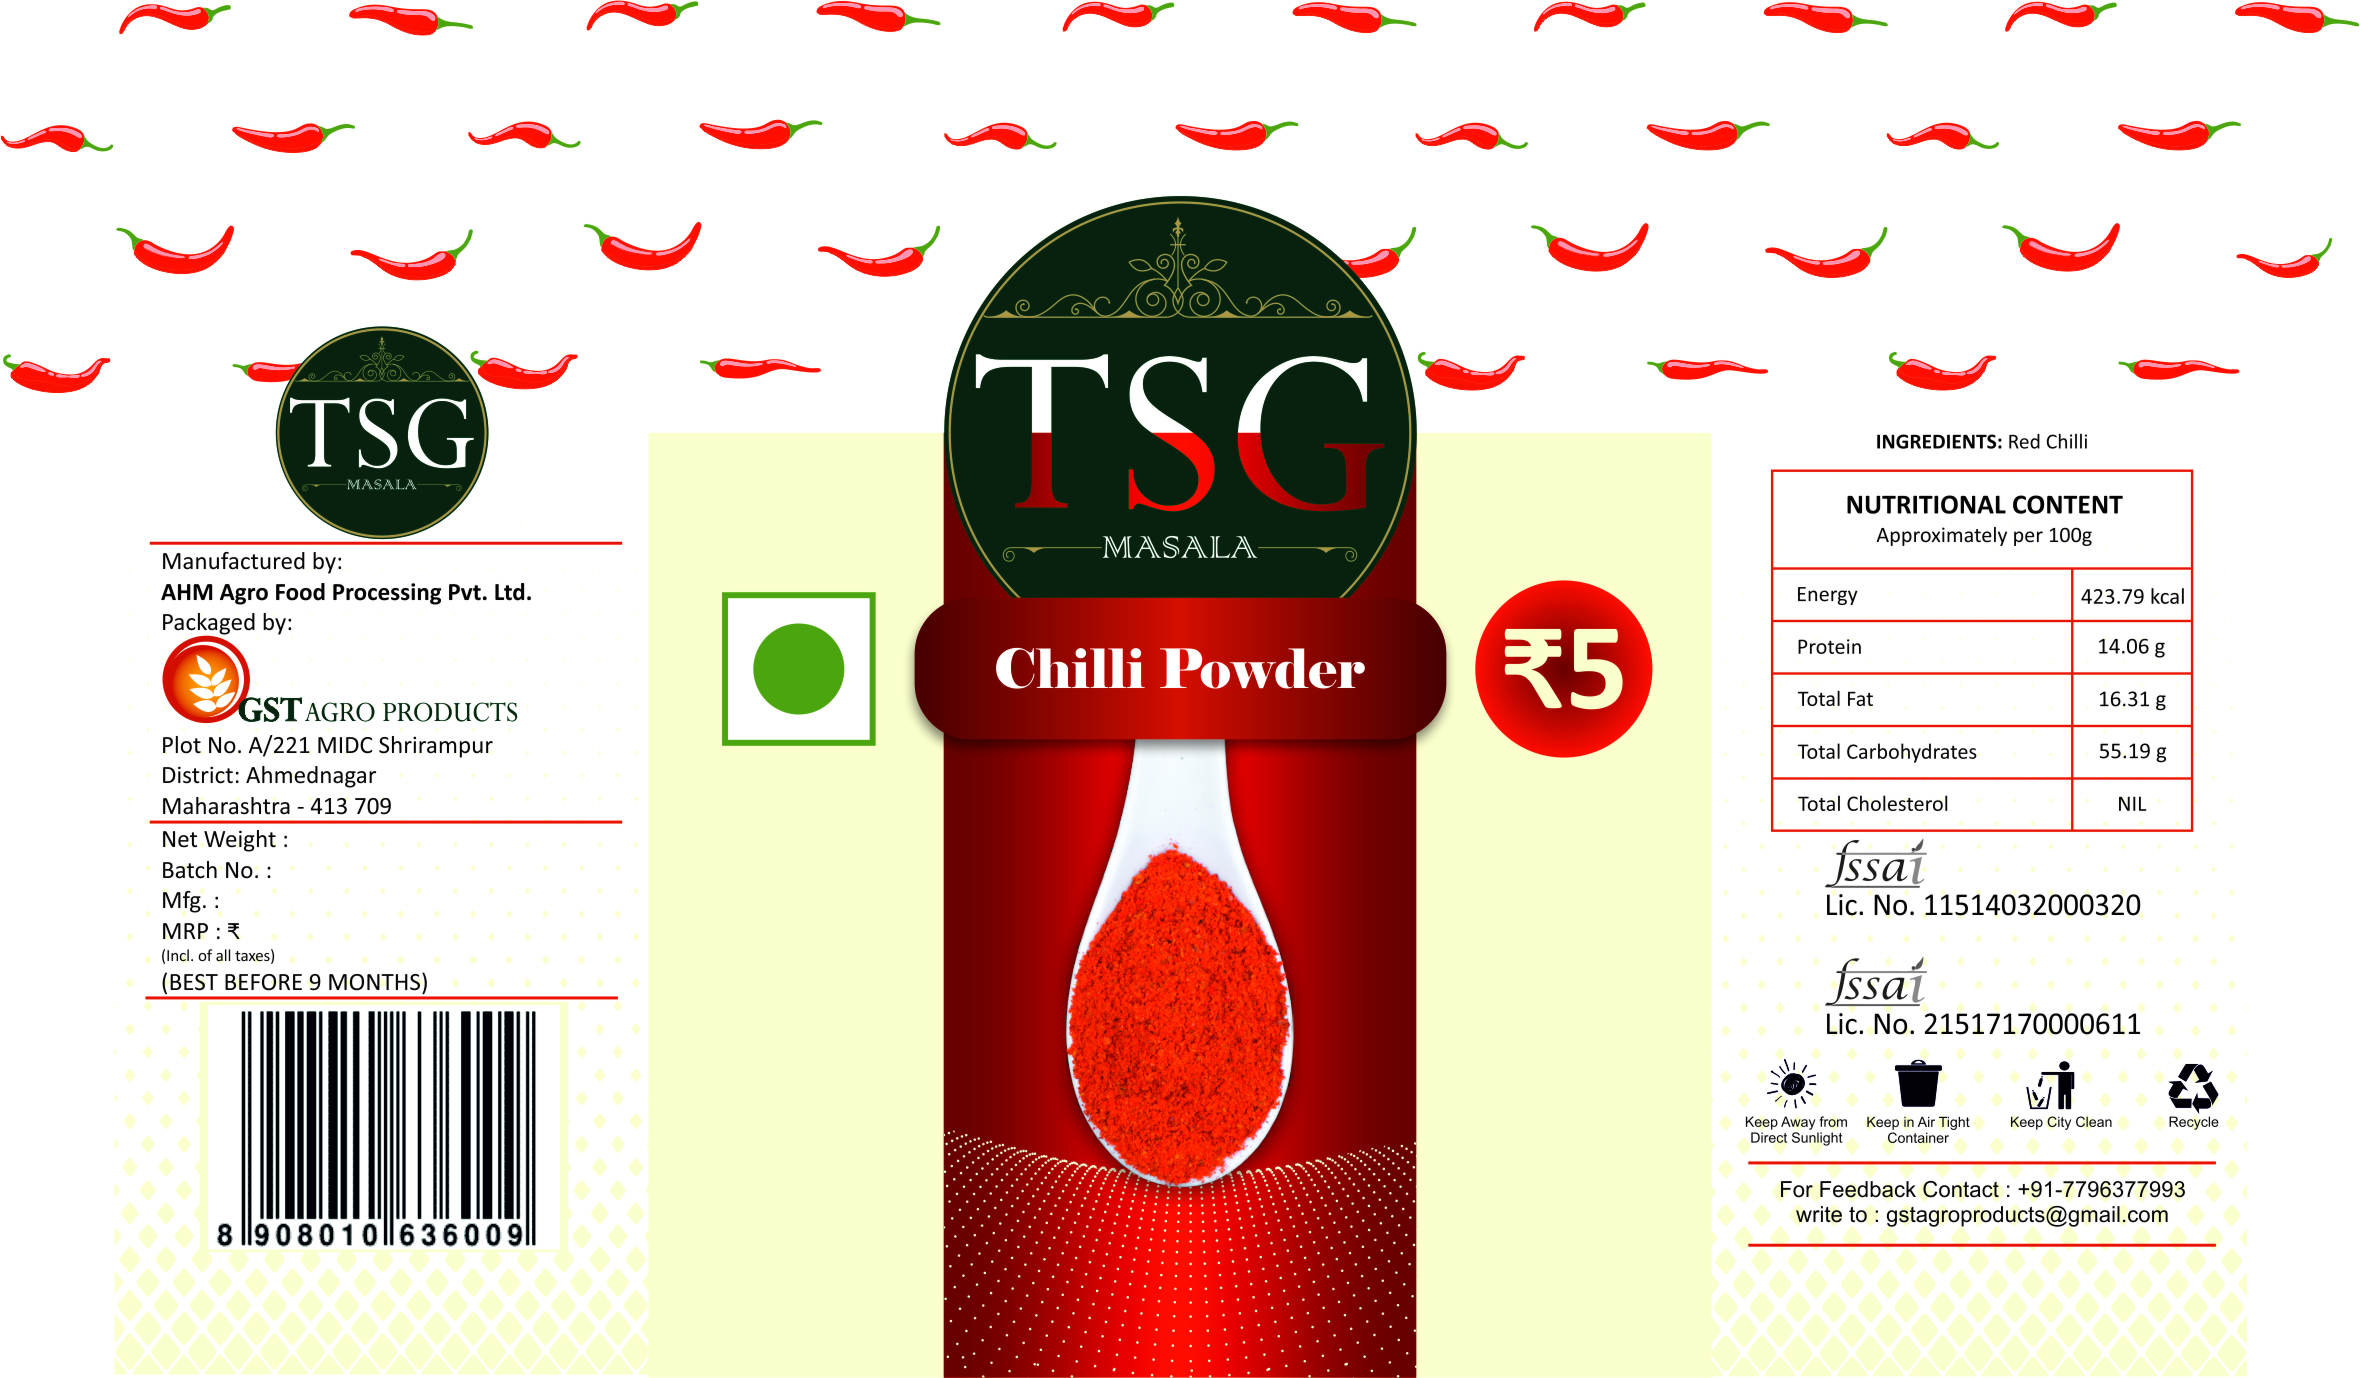 TSG
MASALA
Manufactured by:
AHM Agro Food Processing Pvt. Ltd.
Packaged by:
GST AGRO PRODUCTS
Plot No. A/221 MIDC Shrirampur
District: Ahmednagar
Maharashtra - 413 709
Net Weight :
Batch No. :
Mfg. :
MRP : ₹
(Incl. of all taxes)
(BEST BEFORE 9 MONTHS)
8 908010 636009
TSG
MASALA
Chilli Powder
₹5
INGREDIENTS: Red Chilli
NUTRITIONAL CONTENT
Approximately per 100g
Energy 423.79 kcal
Protein 14.06 g
Total Fat 16.31 g
Total Carbohydrates 55.19 g
Total Cholesterol NIL
fssai
Lic. No. 11514032000320
fssai
Lic. No. 21517170000611
Keep Away from
Direct Sunlight
Keep in Air Tight
Container
Keep City Clean
Recycle
For Feedback Contact : +91-7796377993
write to : gstagroproducts@gmail.com